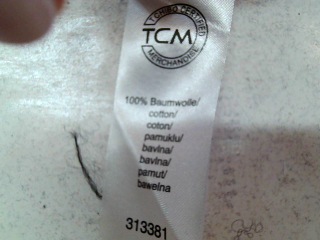 TCHIBO CERTIFIED
TCM
MERCHANDISE
100% Baumwolle/
cotton/
coton/
pamuklu/
bavlna/
bavlna/
pamut/
bawełna
313381